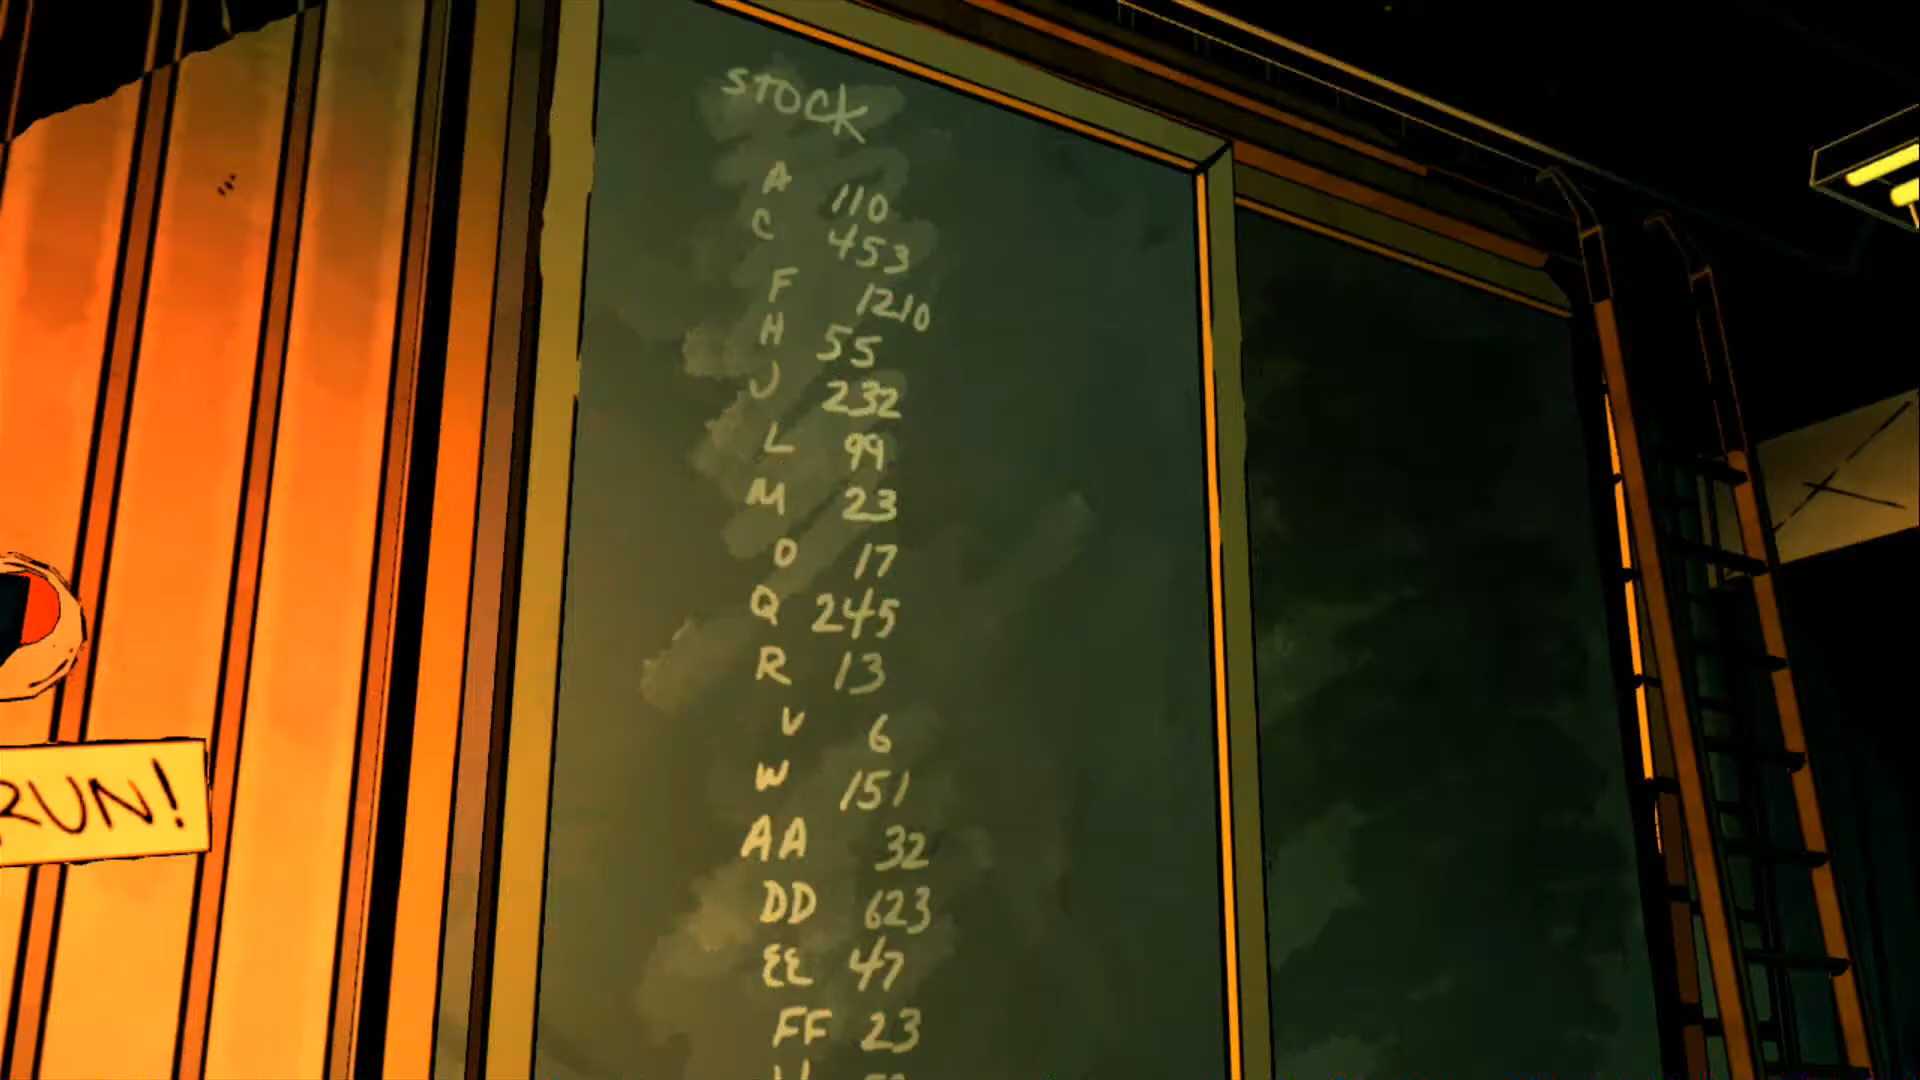 STOCK
A 110
C 453
F 1210
H 55
J 232
L 99
M 23
O 17
Q 245
R 13
V 6
W 151
AA 32
DD 623
EE 47
FF 23
RUN!